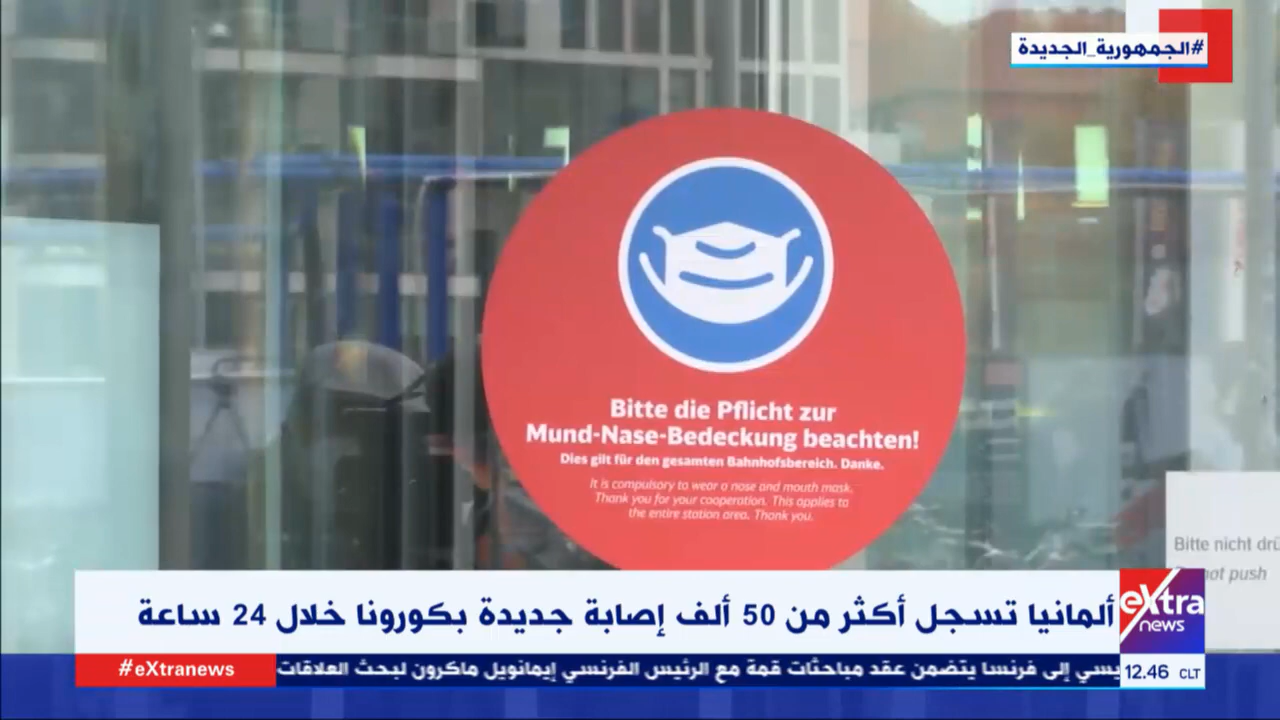 #الجمهورية_الجديدة
Bitte die Pflicht zur
Mund-Nase-Bedeckung beachten!
Dies gilt für den gesamten Bahnhofsbereich. Danke.
It is compulsory to wear a nose and mouth mask.
Thank you for your cooperation. This applies to
the entire station area. Thank you.
Bitte nicht
not push
ألمانيا تسجل أكثر من 50 ألف إصابة جديدة بكورونا خلال 24 ساعة
eXtra
news
يسي إلى فرنسا يتضمن عقد مباحثات قمة مع الرئيس الفرنسي إيمانويل ماكرون لبحث العلاقات
#eXtranews
12.46 CLT